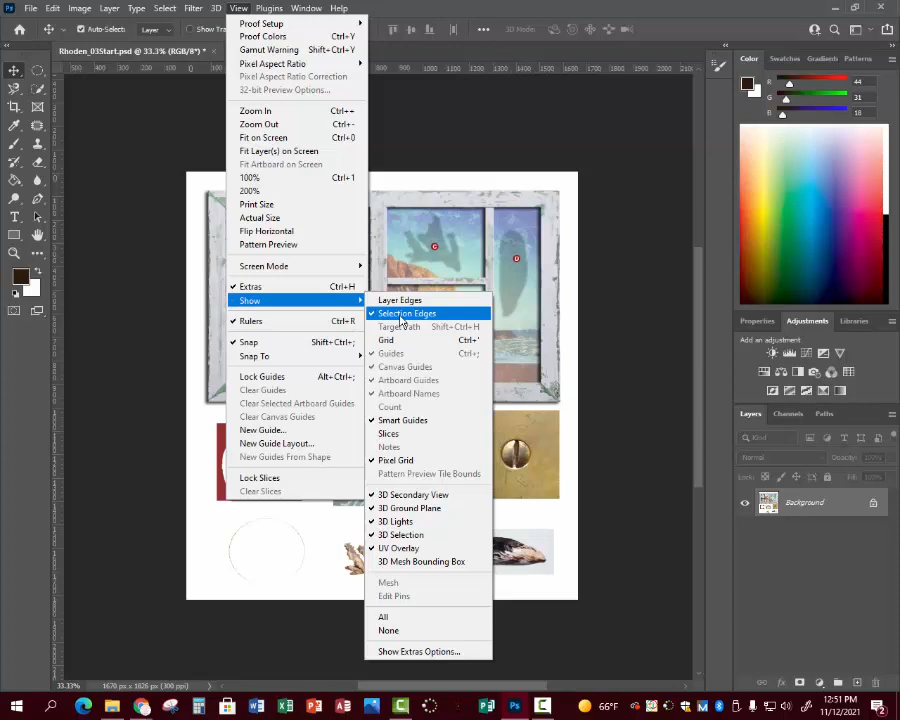 Ps File Edit Image Layer Type Select Filter 3D View Plugins Window Help
Auto-Select: Layer Show Tra 3D Mode:
Rhoden_03Start.psd @ 33.3% (RGB/8*) *
Proof Setup
Proof Colors Ctrl+Y
Gamut Warning Shift+Ctrl+Y
Pixel Aspect Ratio
Pixel Aspect Ratio Correction
32-bit Preview Options...
Zoom In Ctrl++
Zoom Out Ctrl+-
Fit on Screen Ctrl+0
Fit Layer(s) on Screen
Fit Artboard on Screen
100% Ctrl+1
200%
Print Size
Actual Size
Flip Horizontal
Pattern Preview
Screen Mode
Extras Ctrl+H
Show
Rulers Ctrl+R
Snap Shift+Ctrl+;
Snap To
Lock Guides Alt+Ctrl+;
Clear Guides
Clear Selected Artboard Guides
Clear Canvas Guides
New Guide...
New Guide Layout...
New Guides From Shape
Lock Slices
Clear Slices
Layer Edges
Selection Edges
Target Path Shift+Ctrl+H
Grid Ctrl+'
Guides Ctrl+;
Canvas Guides
Artboard Guides
Artboard Names
Count
Smart Guides
Slices
Notes
Pixel Grid
Pattern Preview Tile Bounds
3D Secondary View
3D Ground Plane
3D Lights
3D Selection
UV Overlay
3D Mesh Bounding Box
Mesh
Edit Pins
All
None
Show Extras Options...
Color Swatches Gradients Patterns
R 44
G 31
B 18
Properties Adjustments Libraries
Add an adjustment
Layers Channels Paths
Kind
Normal Opacity: 100%
Lock: Fill: 100%
Background
33.33% 1670 px x 1826 px (300 ppi)
66°F
12:51 PM
11/12/2021